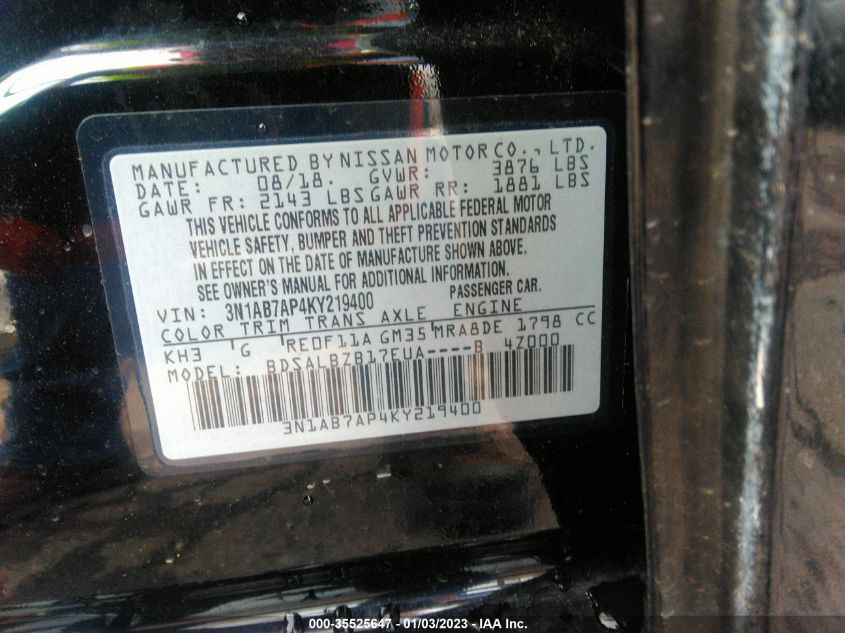 MANUFACTURED BY NISSAN MOTOR CO., LTD.
DATE: 08/18. GVWR: 3876 LBS
GAWR FR: 2143 LBS GAWR RR: 1881 LBS
THIS VEHICLE CONFORMS TO ALL APPLICABLE FEDERAL MOTOR
VEHICLE SAFETY, BUMPER AND THEFT PREVENTION STANDARDS
IN EFFECT ON THE DATE OF MANUFACTURE SHOWN ABOVE.
SEE OWNER'S MANUAL FOR ADDITIONAL INFORMATION.
VIN: 3N1AB7AP4KY219400 PASSENGER CAR.
COLOR TRIM TRANS AXLE ENGINE
KH3 G RE0F11A GM35 MRA8DE 1798 CC
MODEL: BDSALBZB17EUA----B 4Z000
3N1AB7AP4KY219400
000-35525647 - 01/03/2023 - IAA Inc.